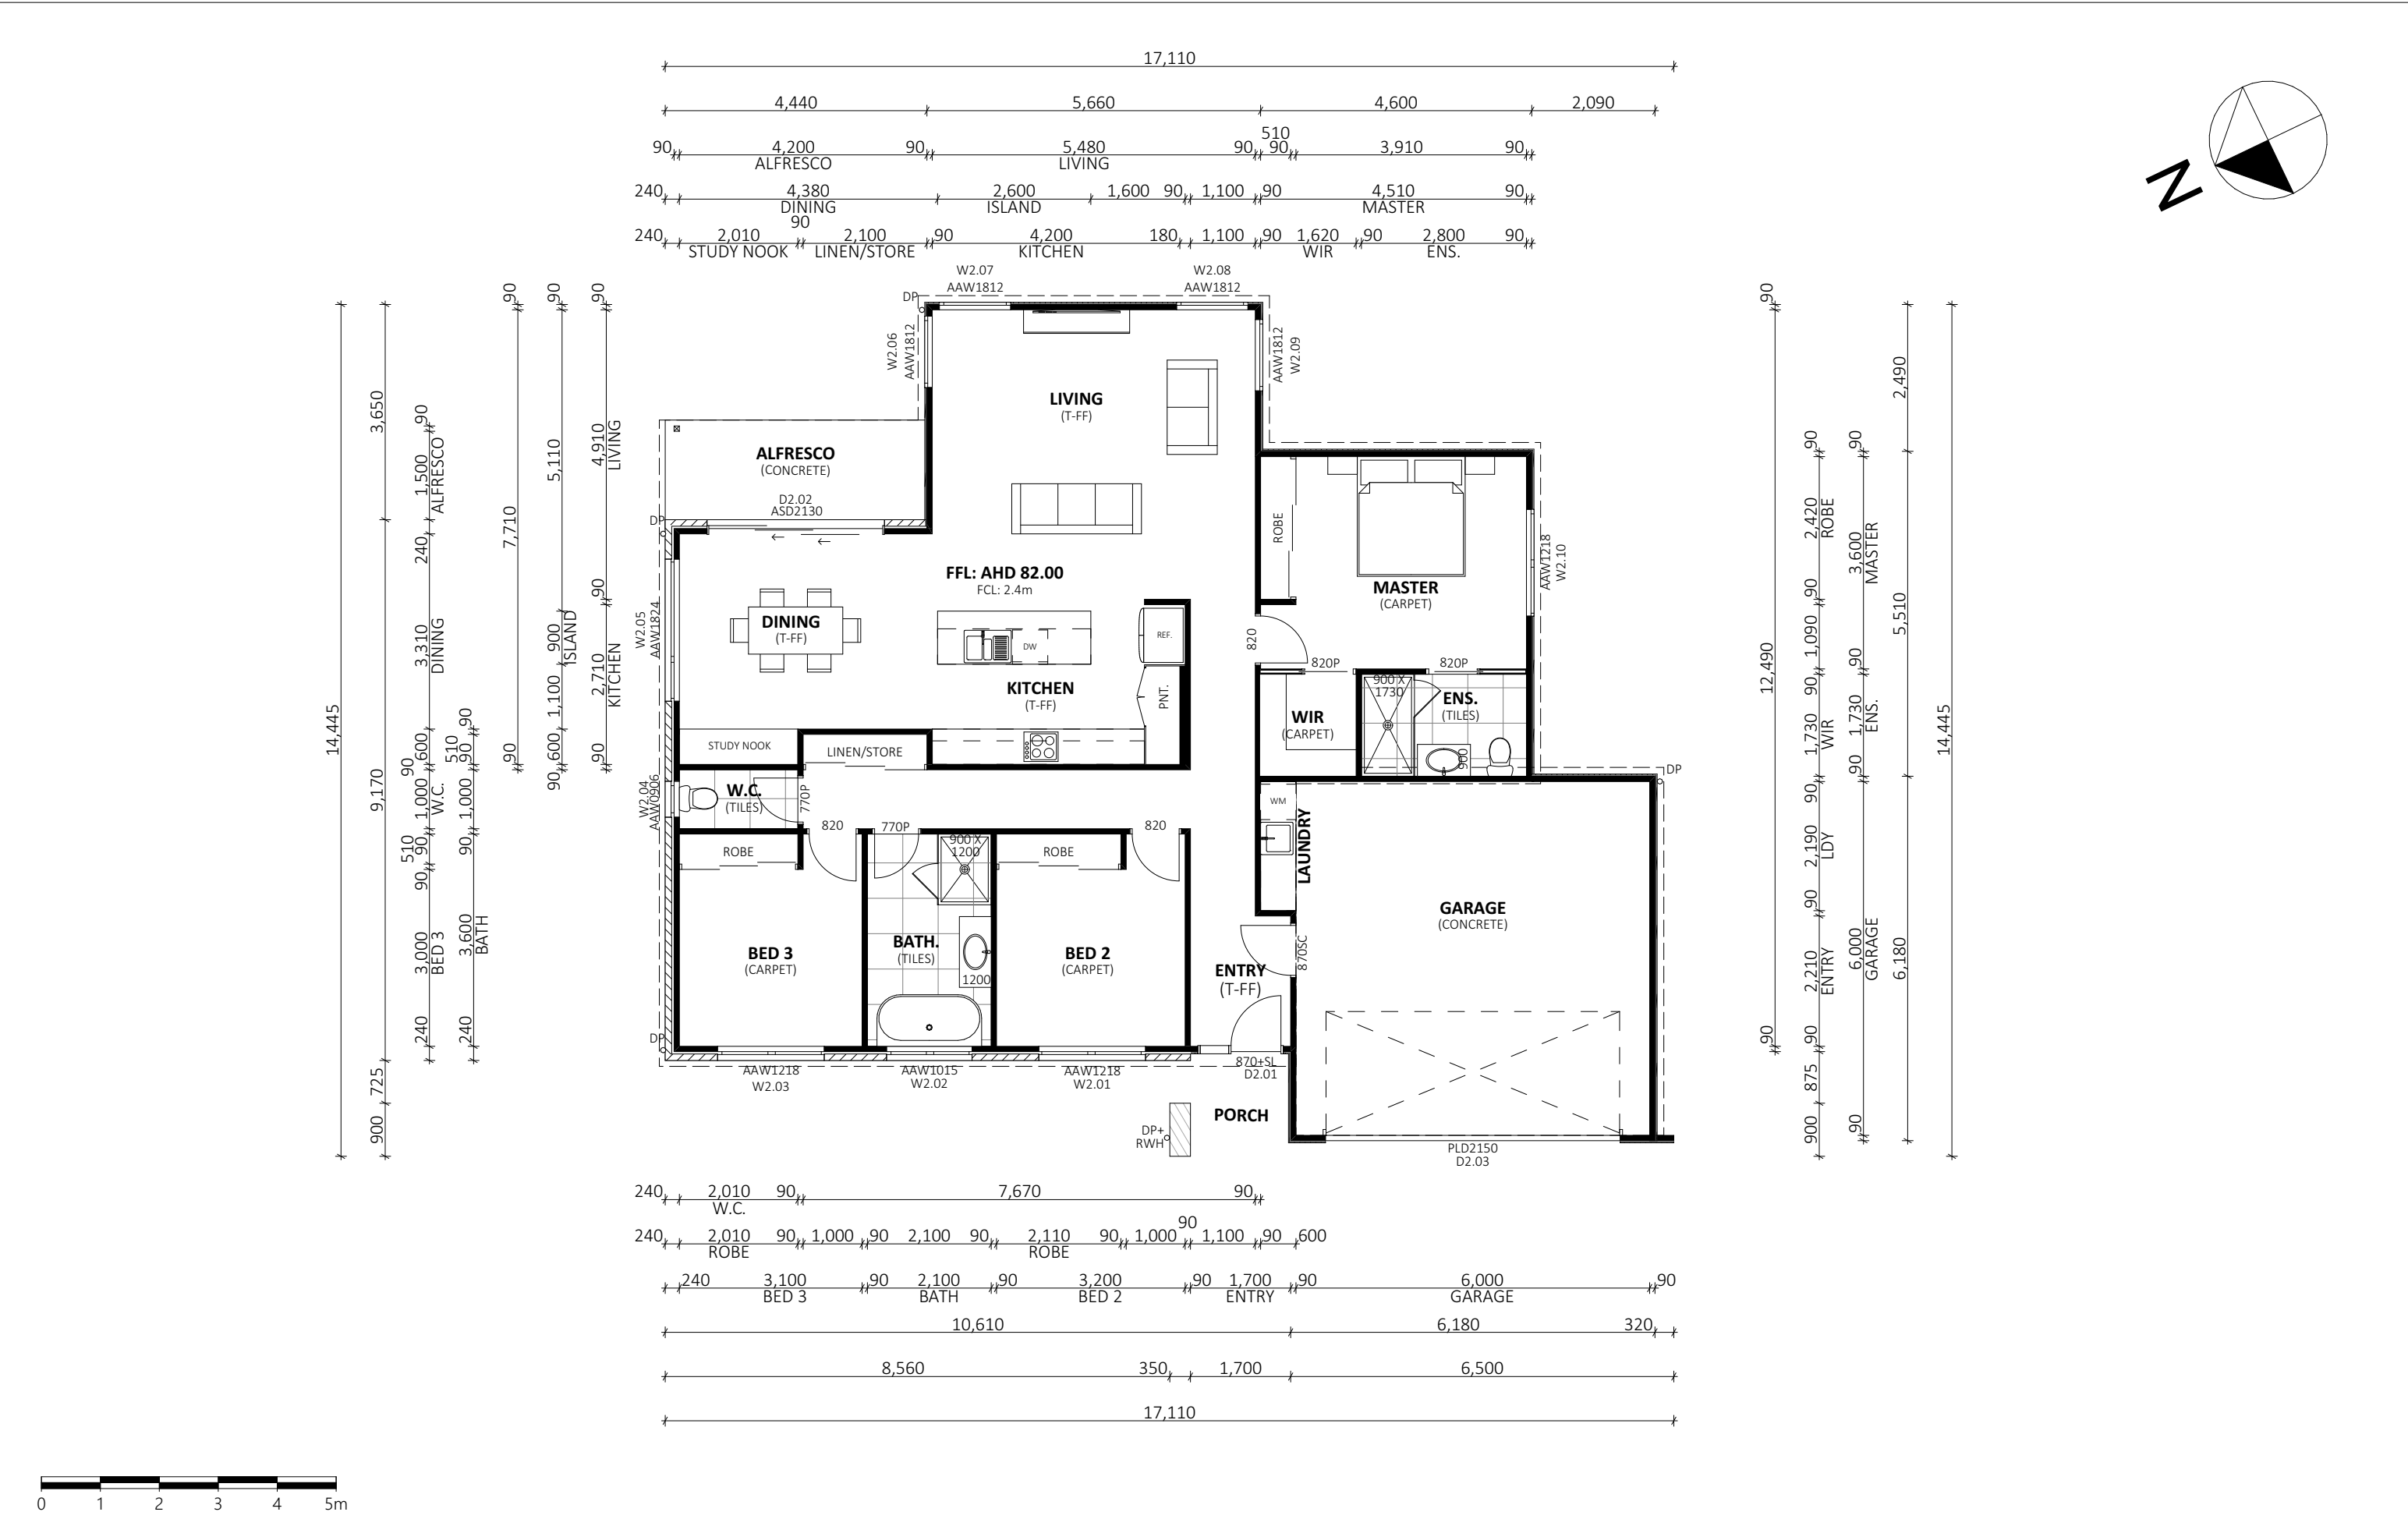 17,110
4,440 5,660 4,600 2,090
510
90 4,200 90 5,480 90 90 3,910 90
ALFRESCO LIVING
240 4,380 2,600 1,600 90 1,100 90 4,510 90
DINING ISLAND MASTER
90
240 2,010 2,100 90 4,200 180 1,100 90 1,620 90 2,800 90
STUDY NOOK LINEN/STORE KITCHEN WIR ENS.
N
W2.07 W2.08
AAW1812 AAW1812
DP
W2.06
AAW1812
AAW1812
W2.09
LIVING
(T-FF)
ALFRESCO
(CONCRETE)
D2.02
ASD2130
DP
ROBE
MASTER
(CARPET)
AAW1218
W2.10
FFL: AHD 82.00
FCL: 2.4m
W2.05
AAW1824
DINING
(T-FF)
DW
REF.
820
820P 820P
KITCHEN
(T-FF)
PNT.
900 X
1730
ENS.
(TILES)
WIR
(CARPET)
900
STUDY NOOK
LINEN/STORE
DP
W2.04
AAW0906
W.C.
(TILES)
770P
820 770P 820
WM
LAUNDRY
ROBE
900 X
1200
ROBE
GARAGE
(CONCRETE)
BED 3
(CARPET)
BATH.
(TILES)
1200
BED 2
(CARPET)
870SC
ENTRY
(T-FF)
DP
AAW1218
W2.03
AAW1015
W2.02
AAW1218
W2.01
870+SL
D2.01
PORCH
DP+
RWH
PLD2150
D2.03
14,445
3,650
9,170
725
900
90
1,500
ALFRESCO
240
3,310
DINING
600
90
1,000
W.C.
90
510
90
3,000
BED 3
240
90
510
90
1,000
90
3,600
BATH
240
90
7,710
90
90
5,110
900
ISLAND
1,100
600
90
90
4,910
LIVING
90
2,710
KITCHEN
90
90
12,490
90
90
2,420
ROBE
90
1,090
90
1,730
WIR
90
2,190
LDY
90
2,210
ENTRY
90
875
900
90
3,600
MASTER
90
1,730
ENS.
90
6,000
GARAGE
90
2,490
5,510
6,180
14,445
240 2,010 90 7,670 90
W.C.
90
240 2,010 90 1,000 90 2,100 90 2,110 90 1,000 1,100 90 600
ROBE ROBE
240 3,100 90 2,100 90 3,200 90 1,700 90 6,000 90
BED 3 BATH BED 2 ENTRY GARAGE
10,610 6,180 320
8,560 350 1,700 6,500
17,110
0 1 2 3 4 5m